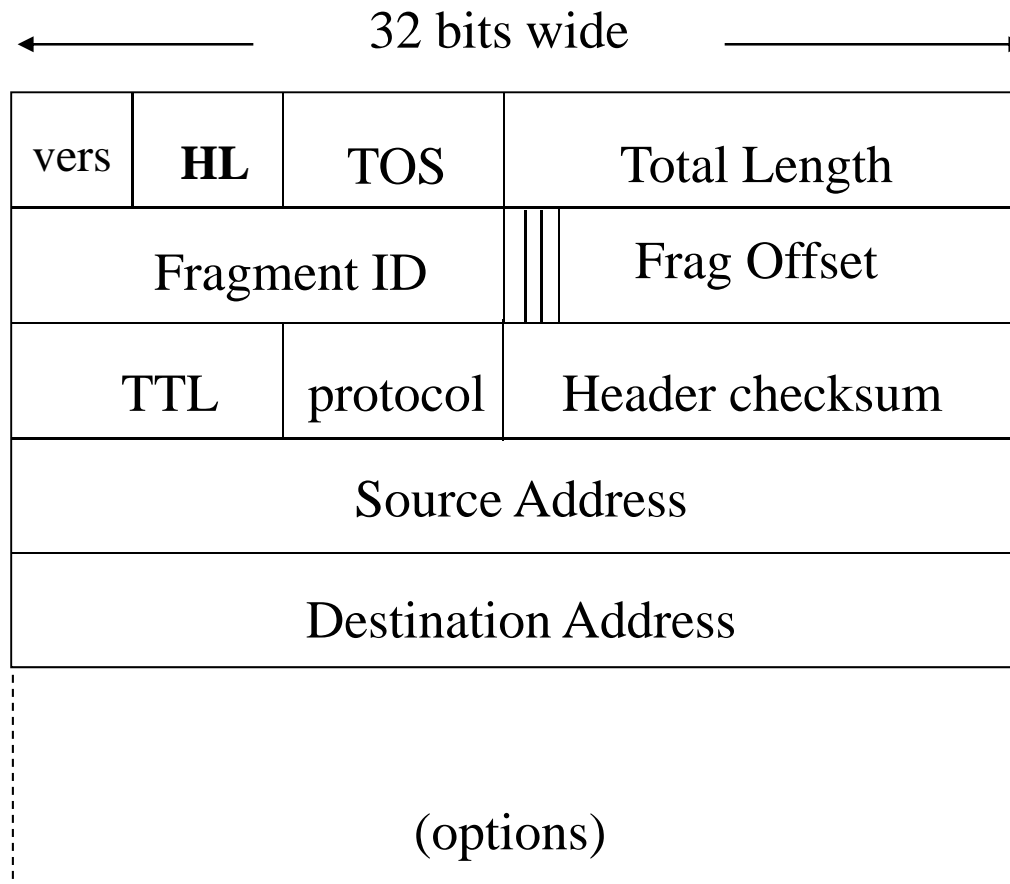 32 bits wide
vers HL TOS Total Length
Fragment ID Frag Offset
TTL protocol Header checksum
Source Address
Destination Address
(options)